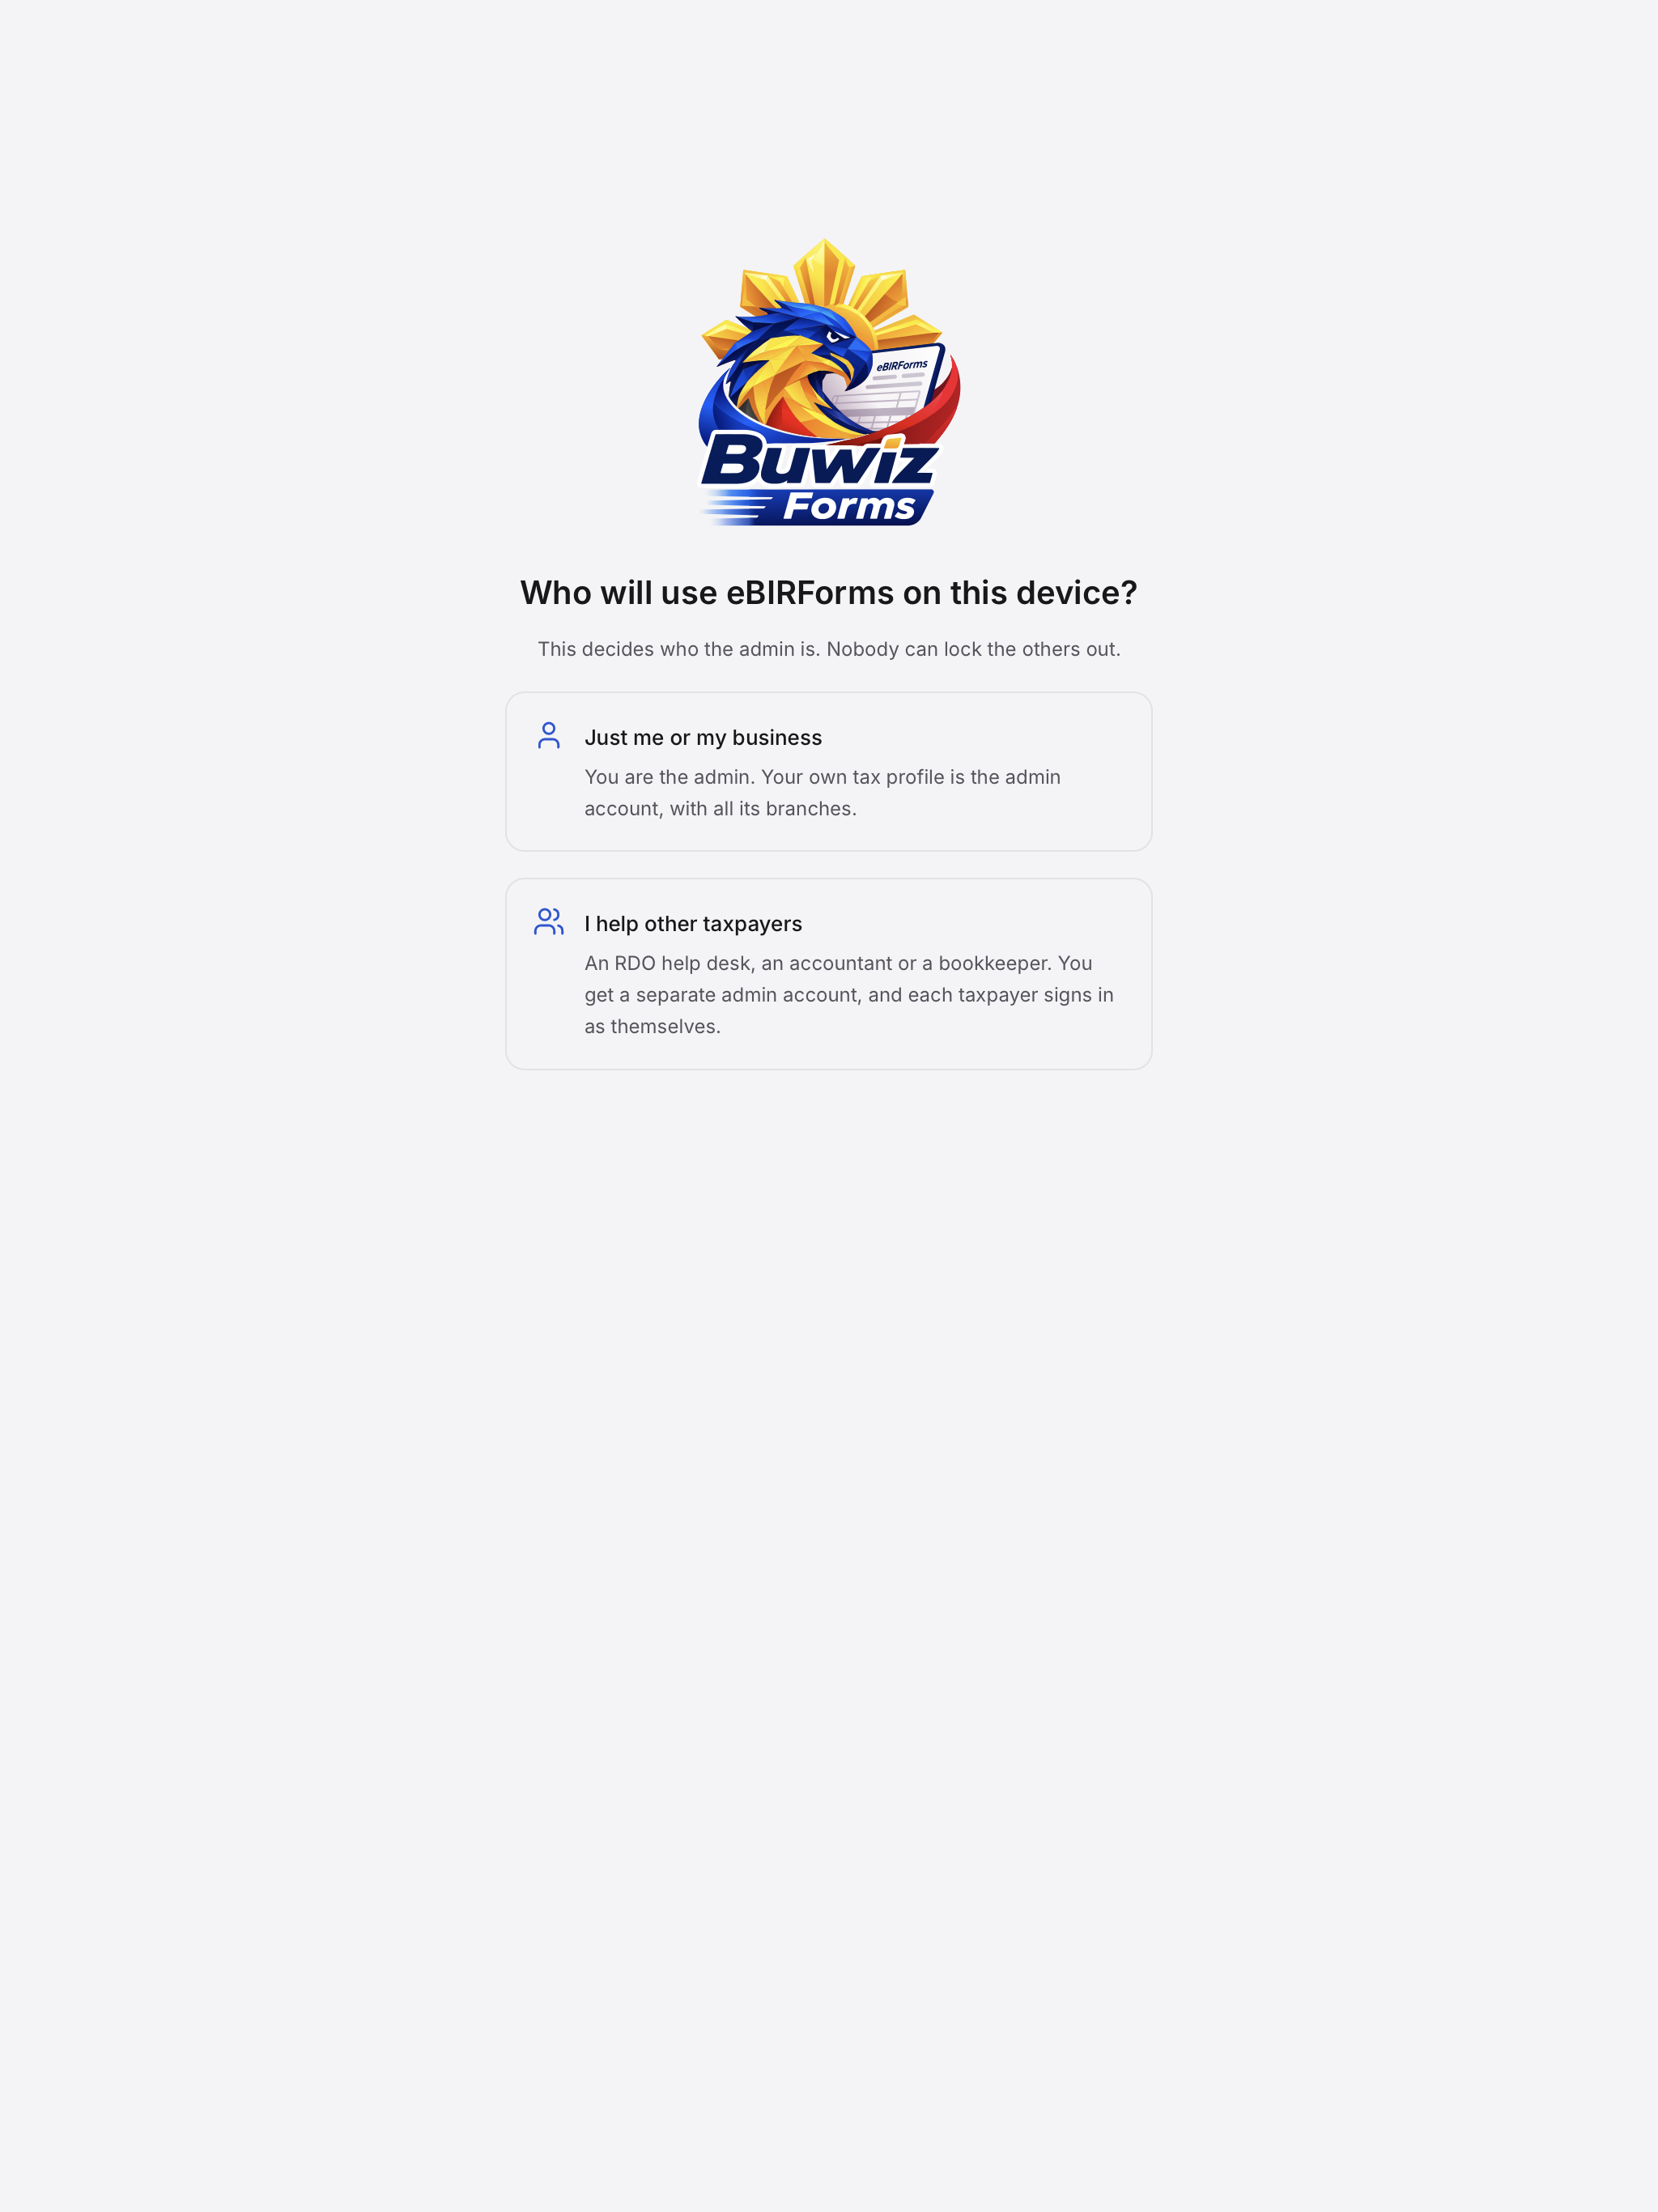 eBIRForms
Buwiz
Forms
Who will use eBIRForms on this device?
This decides who the admin is. Nobody can lock the others out.
Just me or my business
You are the admin. Your own tax profile is the admin
account, with all its branches.
I help other taxpayers
An RDO help desk, an accountant or a bookkeeper. You
get a separate admin account, and each taxpayer signs in
as themselves.